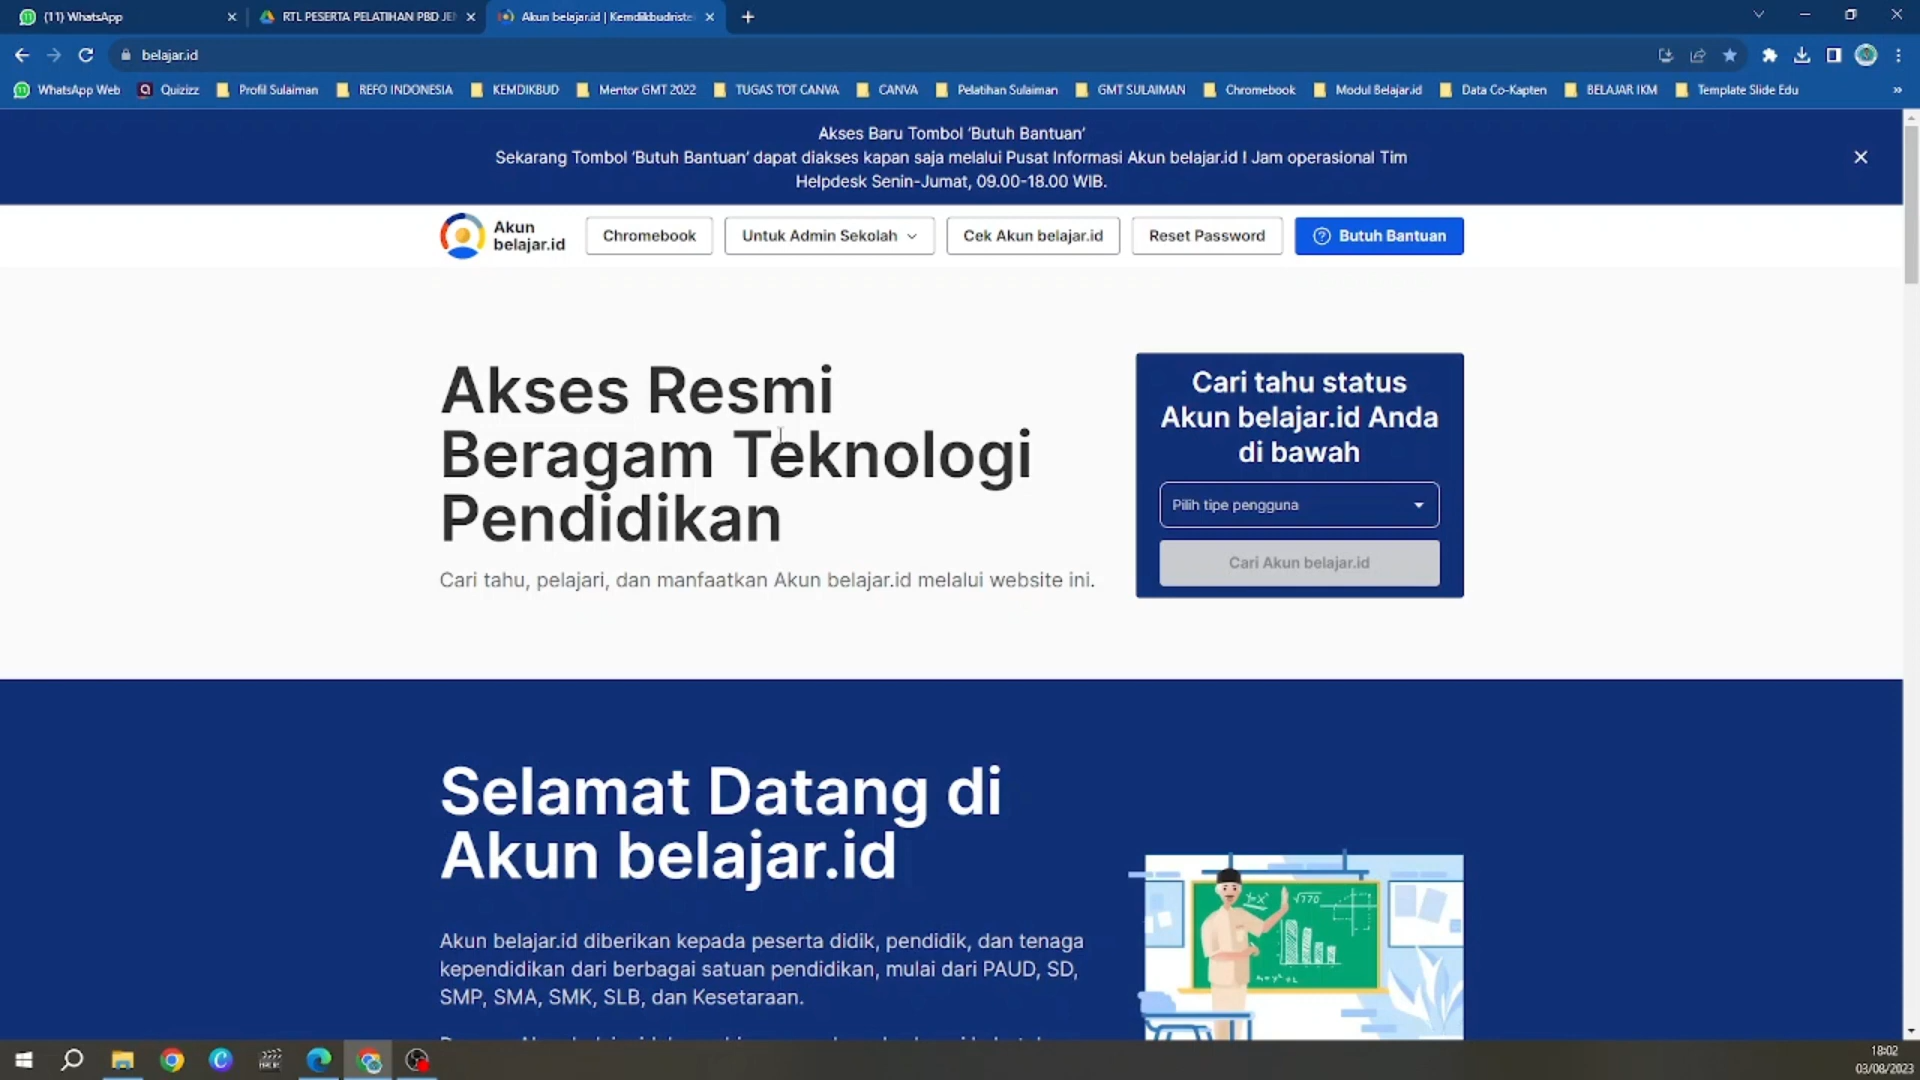 (11) WhatsApp
RTL PESERTA PELATIHAN PBD JE
Akun belajar.id | Kemdikbudriste
belajar.id
WhatsApp Web
Quizizz
Profil Sulaiman
REFO INDONESIA
KEMDIKBUD
Mentor GMT 2022
TUGAS TOT CANVA
CANVA
Pelatihan Sulaiman
GMT SULAIMAN
Chromebook
Modul Belajar.id
Data Co-Kapten
BELAJAR IKM
Template Slide Edu
Akses Baru Tombol 'Butuh Bantuan'
Sekarang Tombol 'Butuh Bantuan' dapat diakses kapan saja melalui Pusat Informasi Akun belajar.id I Jam operasional Tim
Helpdesk Senin-Jumat, 09.00-18.00 WIB.
Akun
belajar.id
Chromebook
Untuk Admin Sekolah
Cek Akun belajar.id
Reset Password
Butuh Bantuan
Akses Resmi
Beragam Teknologi
Pendidikan
Cari tahu, pelajari, dan manfaatkan Akun belajar.id melalui website ini.
Cari tahu status
Akun belajar.id Anda
di bawah
Pilih tipe pengguna
Cari Akun belajar.id
Selamat Datang di
Akun belajar.id
Akun belajar.id diberikan kepada peserta didik, pendidik, dan tenaga
kependidikan dari berbagai satuan pendidikan, mulai dari PAUD, SD,
SMP, SMA, SMK, SLB, dan Kesetaraan.
18:02
03/08/2023